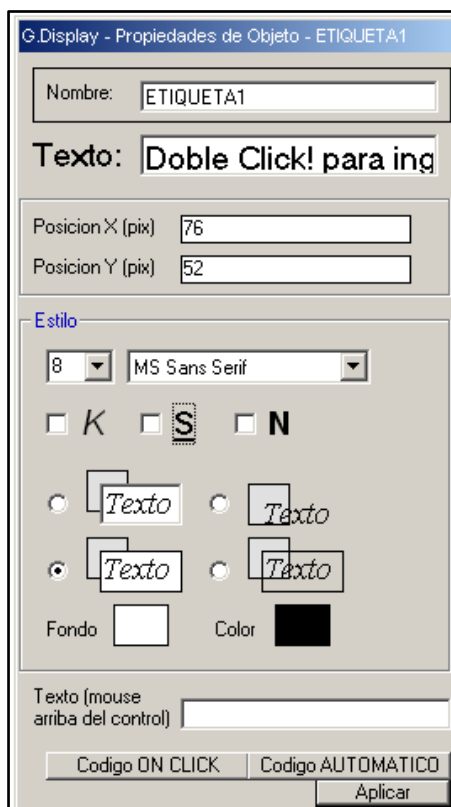 G.Display - Propiedades de Objeto - ETIQUETA1
Nombre: ETIQUETA1
Texto: Doble Click! para ing
Posicion X (pix) 76
Posicion Y (pix) 52
Estilo
8 MS Sans Serif
K S N
Texto Texto
Texto Texto
Fondo Color
Texto (mouse
arriba del control)
Codigo ON CLICK Codigo AUTOMATICO
Aplicar